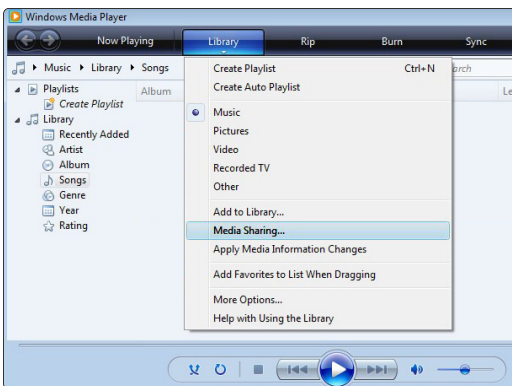 Windows Media Player
Now Playing
Library
Rip
Burn
Sync
Music ▸ Library ▸ Songs
Playlists
Create Playlist
Library
Recently Added
Artist
Album
Songs
Genre
Year
Rating
Album
Create Playlist Ctrl+N
Create Auto Playlist
Music
Pictures
Video
Recorded TV
Other
Add to Library...
Media Sharing...
Apply Media Information Changes
Add Favorites to List When Dragging
More Options...
Help with Using the Library